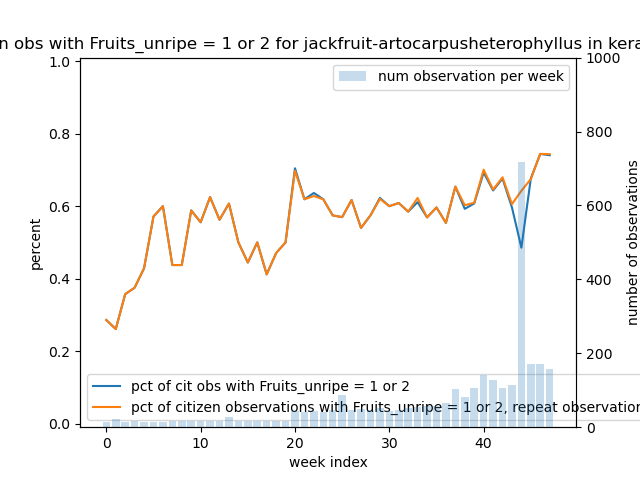 n obs with Fruits_unripe = 1 or 2 for jackfruit-artocarpusheterophyllus in kera
num observation per week
1.0
0.8
0.6
0.4
0.2
0.0
percent
1000
800
600
400
200
0
number of observations
pct of cit obs with Fruits_unripe = 1 or 2
pct of citizen observations with Fruits_unripe = 1 or 2, repeat observation
0 10 20 30 40
week index